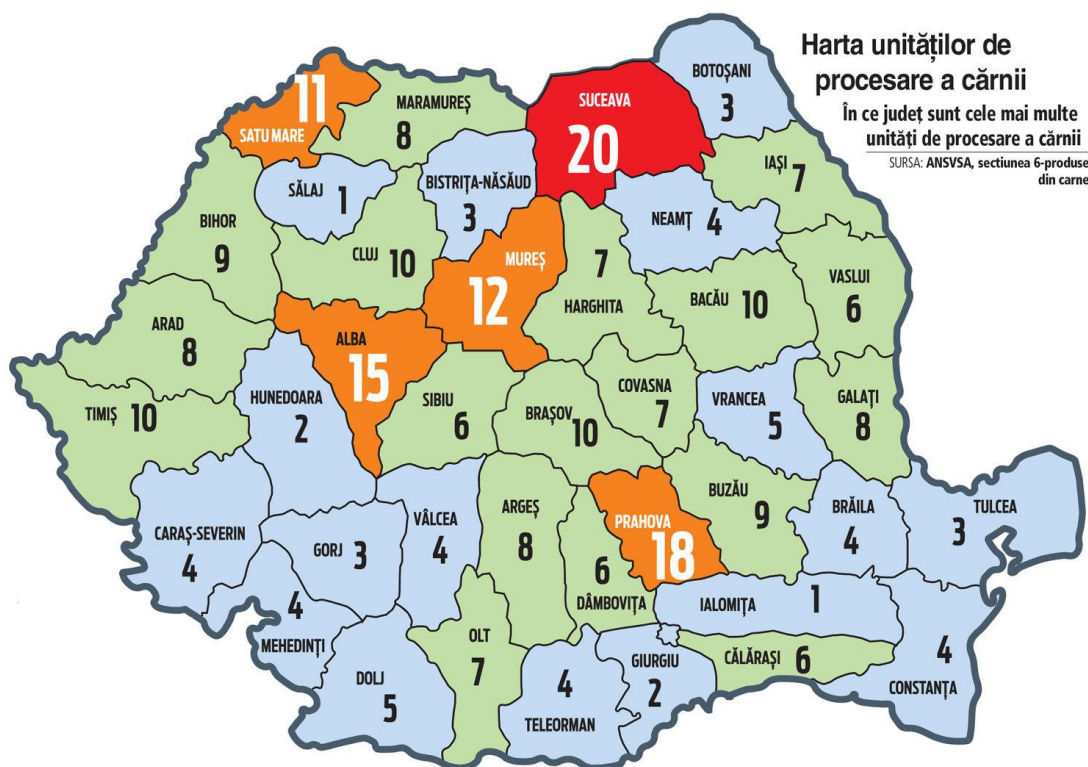 Harta unităților de
procesare a cărnii
În ce județ sunt cele mai multe
unități de procesare a cărnii
SURSA: ANSVSA, sectiunea 6-produse
din carne
BOTOȘANI
3
SUCEAVA
20
11
SATU MARE
MARAMUREȘ
8
IAȘI
7
SĂLAJ
1
BISTRIȚA-NĂSĂUD
3
NEAMȚ
4
BIHOR
9
CLUJ
10
MUREȘ
12
7
HARGHITA
BACĂU
10
VASLUI
6
ARAD
8
ALBA
15
TIMIȘ
10
HUNEDOARA
2
SIBIU
6
BRAȘOV
10
COVASNA
7
VRANCEA
5
GALAȚI
8
CARAȘ-SEVERIN
4
GORJ
3
VÂLCEA
4
ARGEȘ
8
6
DÂMBOVIȚA
PRAHOVA
18
BUZĂU
9
BRĂILA
4
TULCEA
3
4
MEHEDINȚI
DOLJ
5
OLT
7
4
TELEORMAN
GIURGIU
2
IALOMIȚA
1
CĂLĂRAȘI
6
4
CONSTANȚA